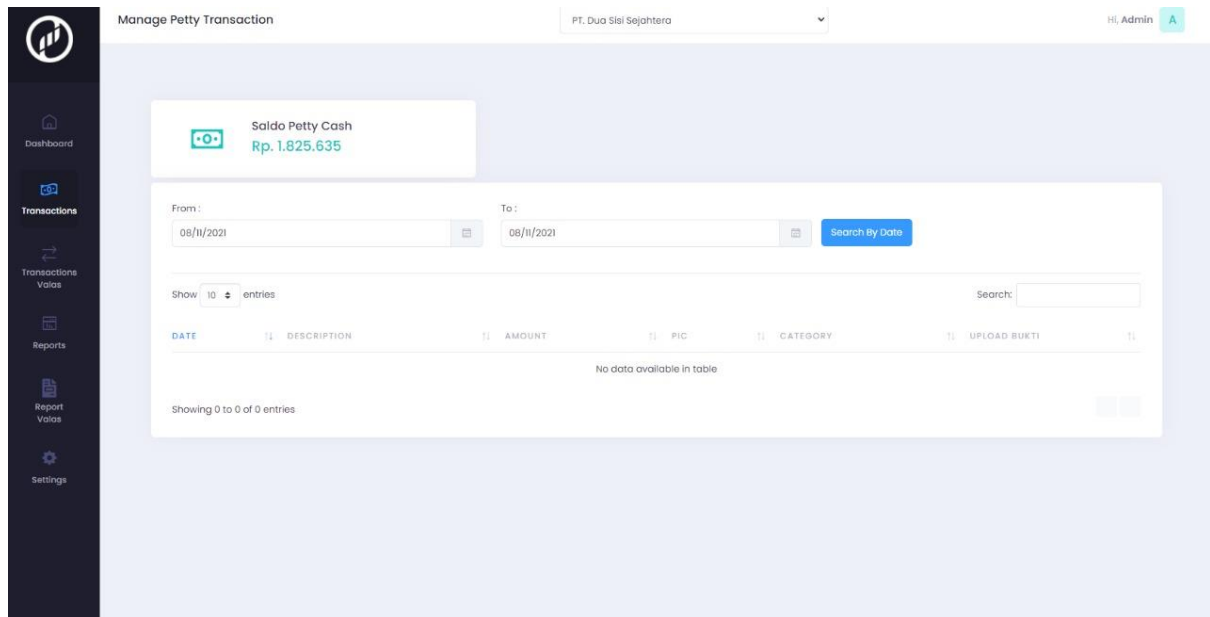 Manage Petty Transaction
PT. Dua Sisi Sejahtera
Hi, Admin A
Dashboard
Transactions
Transactions
Valas
Reports
Report
Valas
Settings
Saldo Petty Cash
Rp. 1.825.635
From :
To :
08/11/2021
08/11/2021
Search By Date
Show 10 entries
Search:
DATE DESCRIPTION AMOUNT PIC CATEGORY UPLOAD BUKTI
No data available in table
Showing 0 to 0 of 0 entries